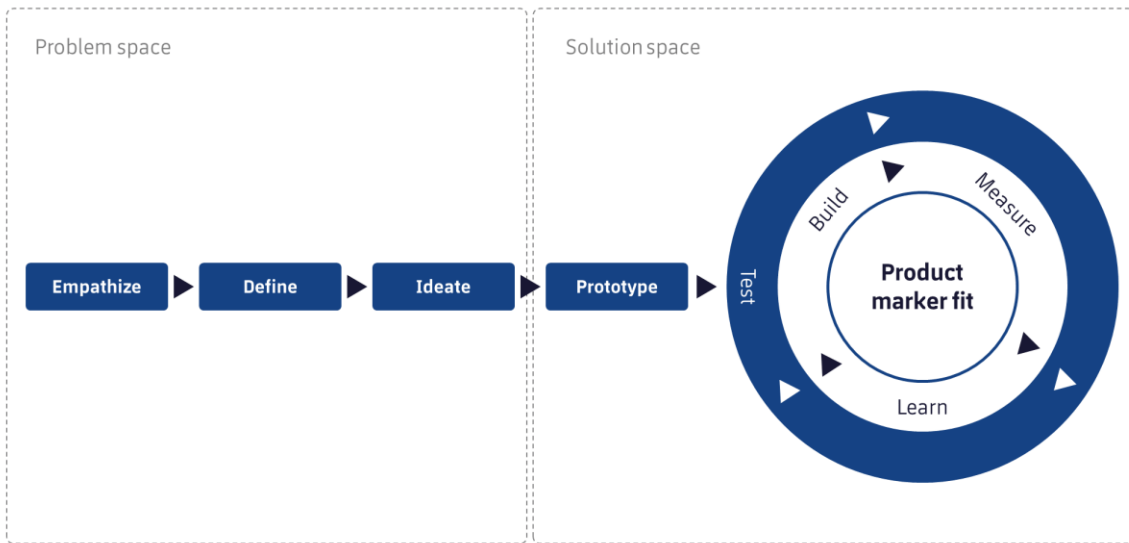 Problem space
Solution space
Empathize
Define
Ideate
Prototype
Test
Build
Measure
Learn
Product
marker fit